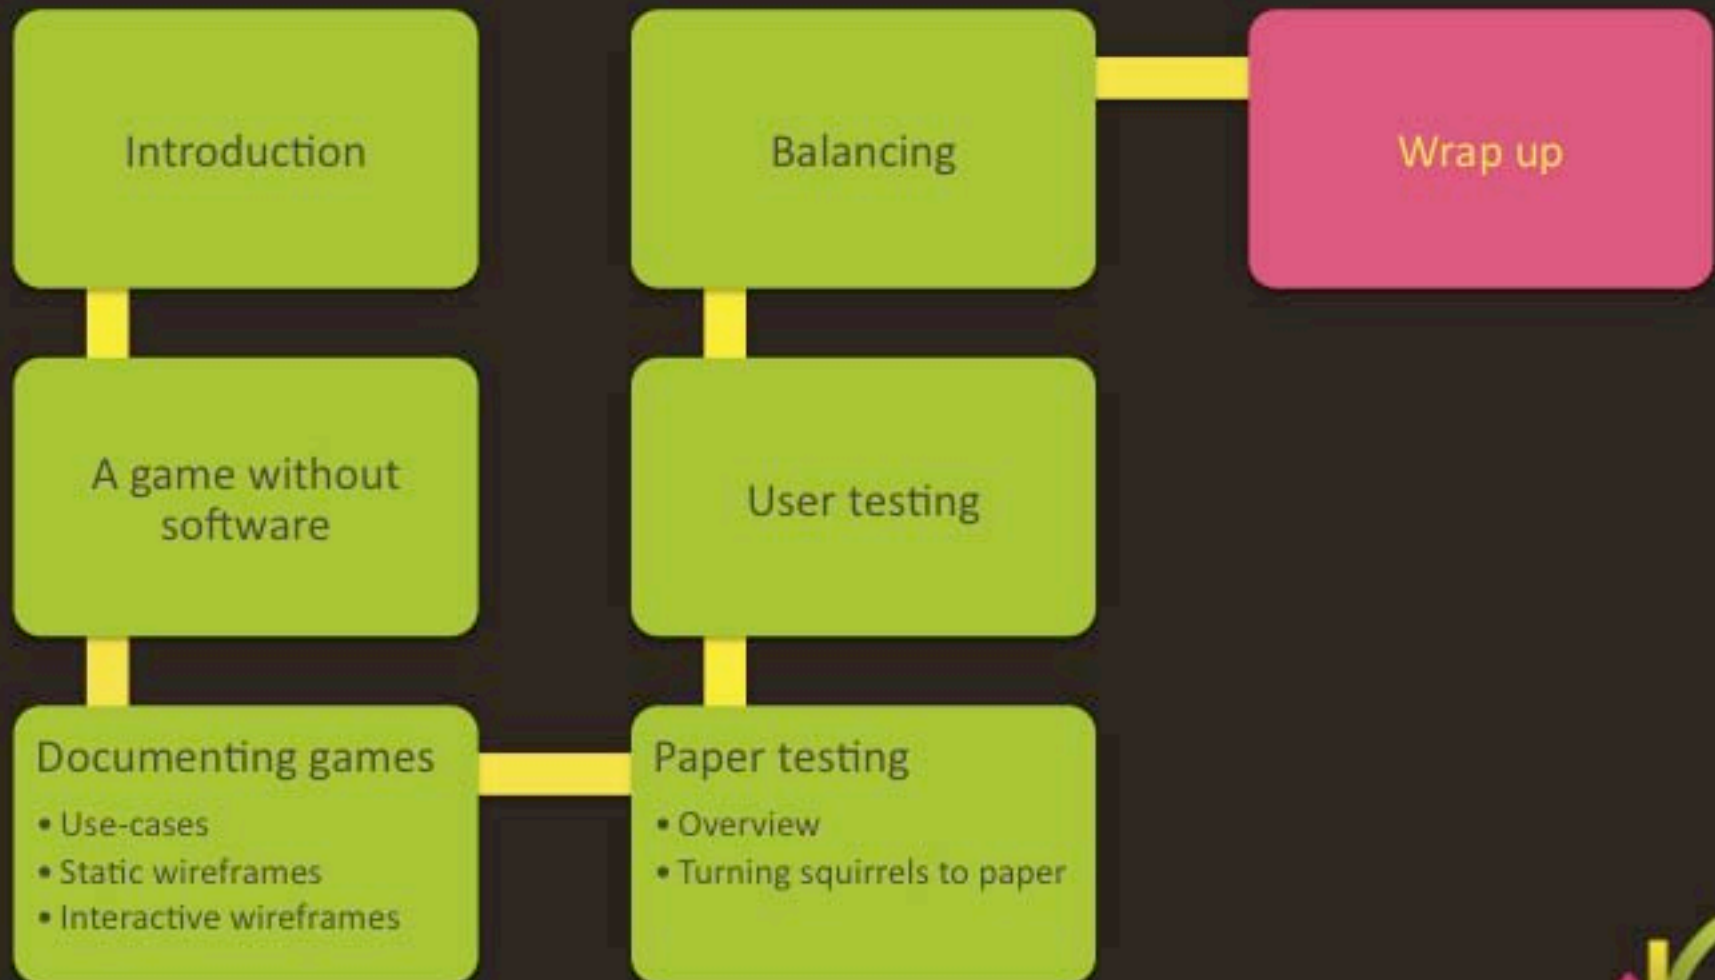 Introduction
A game without
software
Documenting games
• Use-cases
• Static wireframes
• Interactive wireframes
Paper testing
• Overview
• Turning squirrels to paper
User testing
Balancing
Wrap up